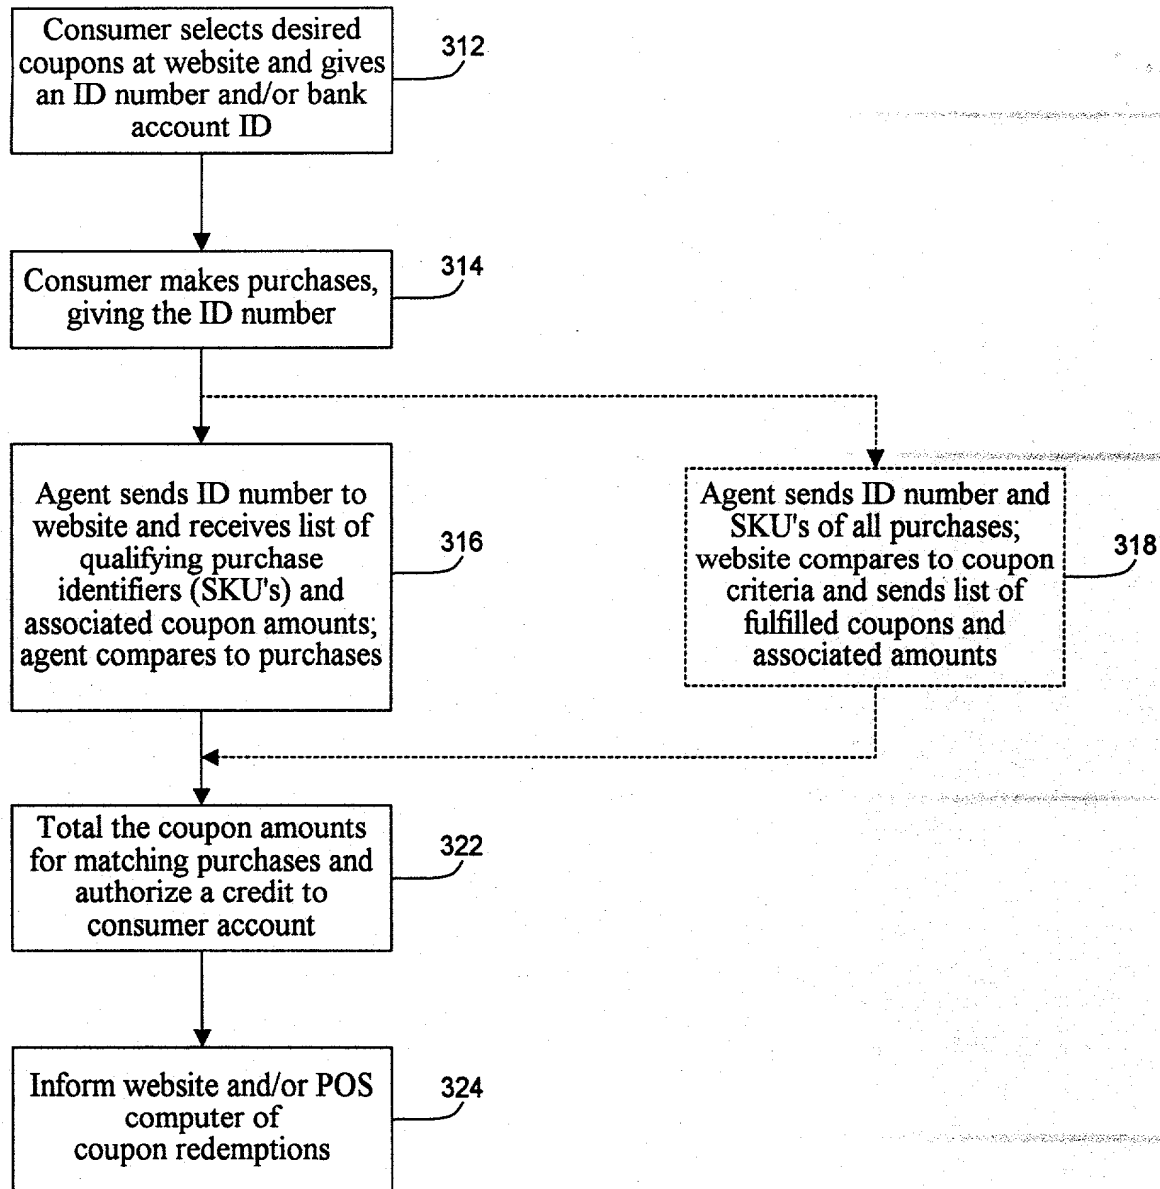 Consumer selects desired
coupons at website and gives
an ID number and/or bank
account ID
312
Consumer makes purchases,
giving the ID number
314
Agent sends ID number to
website and receives list of
qualifying purchase
identifiers (SKU's) and
associated coupon amounts;
agent compares to purchases
316
Agent sends ID number and
SKU's of all purchases;
website compares to coupon
criteria and sends list of
fulfilled coupons and
associated amounts
318
Total the coupon amounts
for matching purchases and
authorize a credit to
consumer account
322
Inform website and/or POS
computer of
coupon redemptions
324